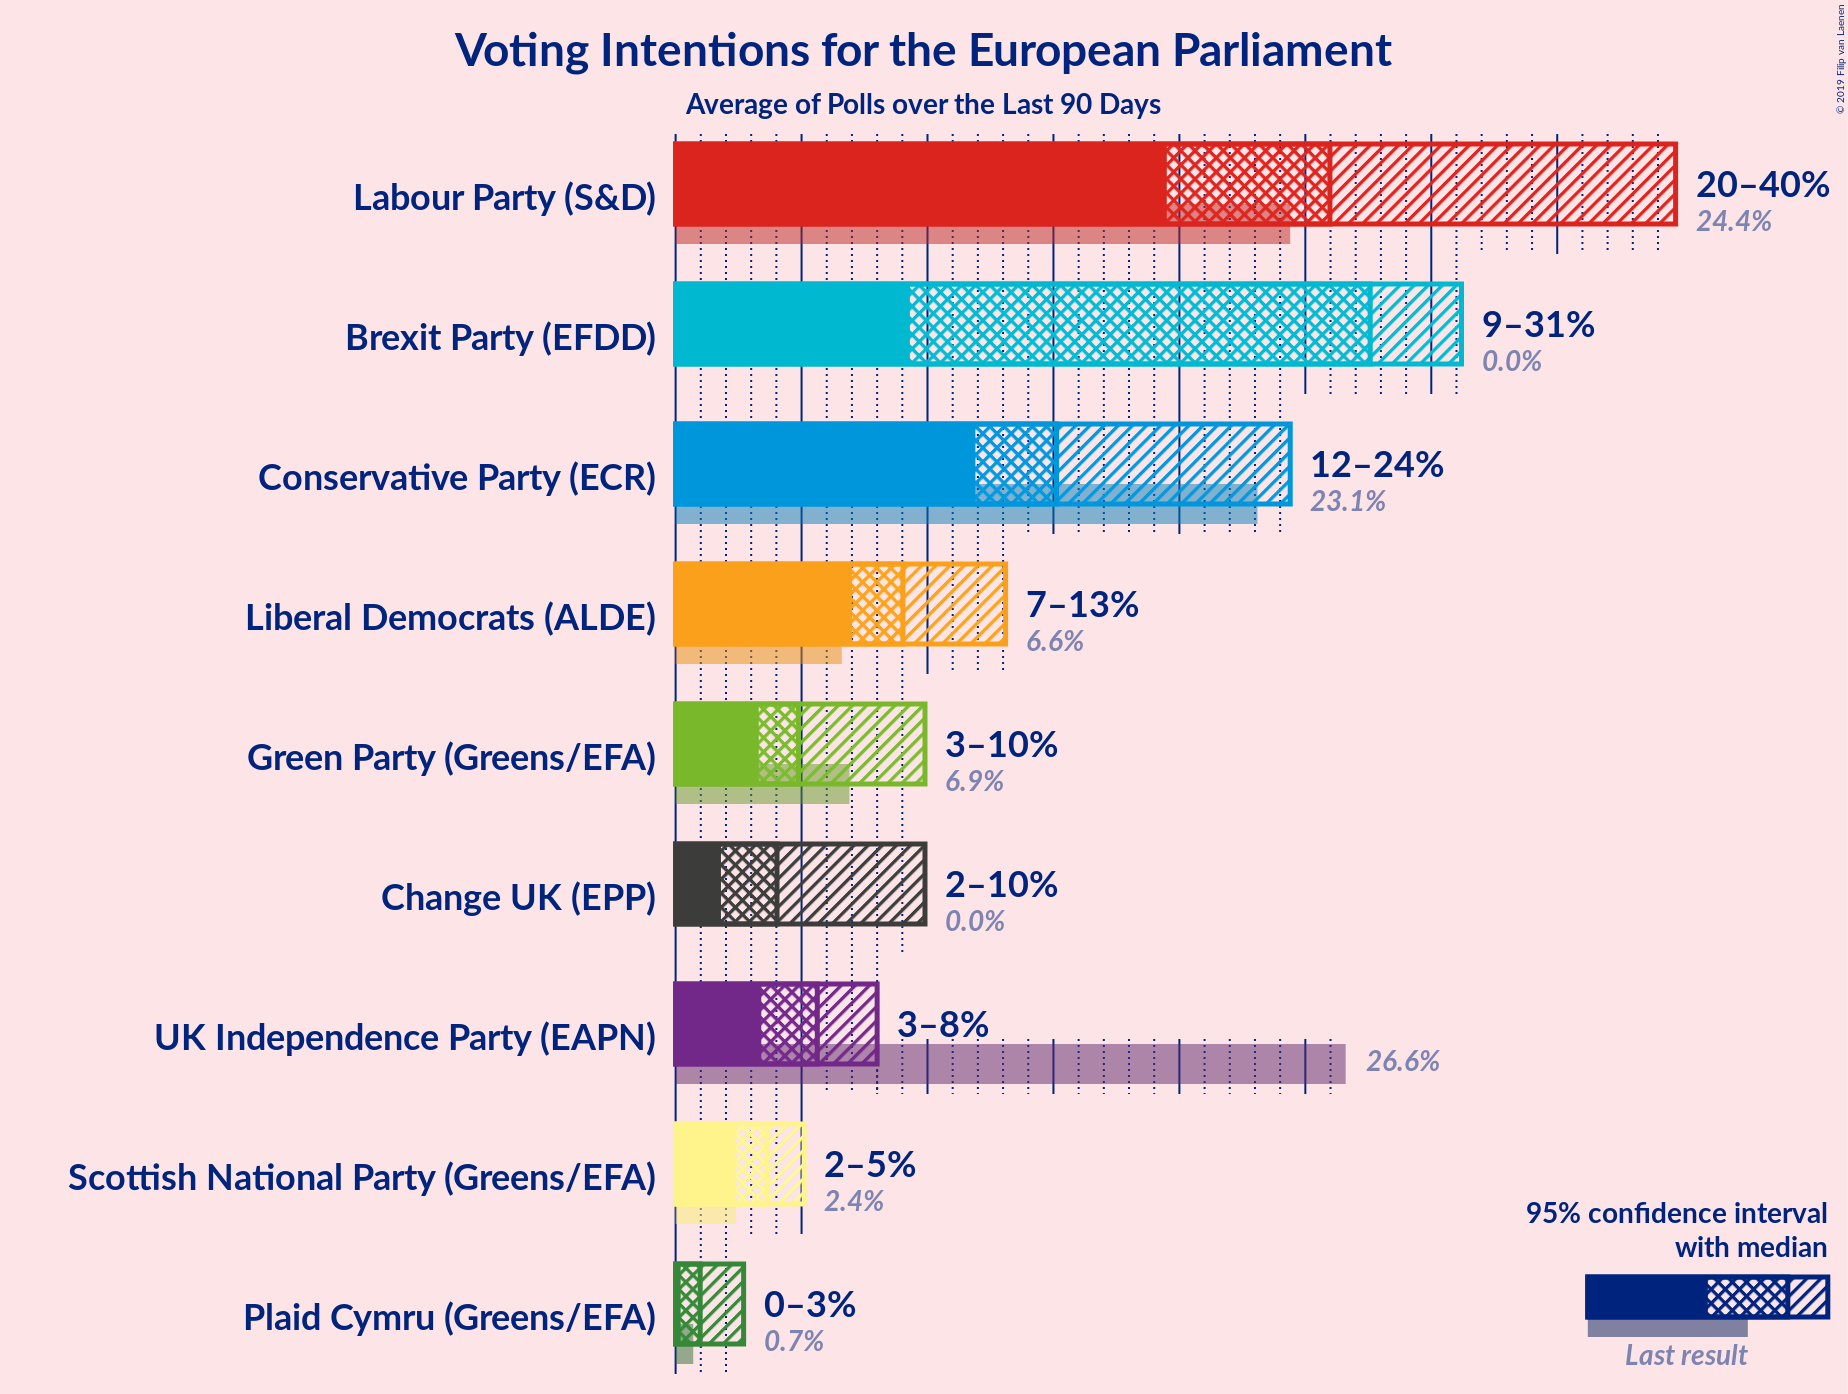 Voting Intentions for the European Parliament
Average of Polls over the Last 90 Days
© 2019 Filip van Laenen
Labour Party (S&D)
20–40%
24.4%
Brexit Party (EFDD)
9–31%
0.0%
Conservative Party (ECR)
12–24%
23.1%
Liberal Democrats (ALDE)
7–13%
6.6%
Green Party (Greens/EFA)
3–10%
6.9%
Change UK (EPP)
2–10%
0.0%
UK Independence Party (EAPN)
3–8%
26.6%
Scottish National Party (Greens/EFA)
2–5%
2.4%
Plaid Cymru (Greens/EFA)
0–3%
0.7%
95% confidence interval
with median
Last result